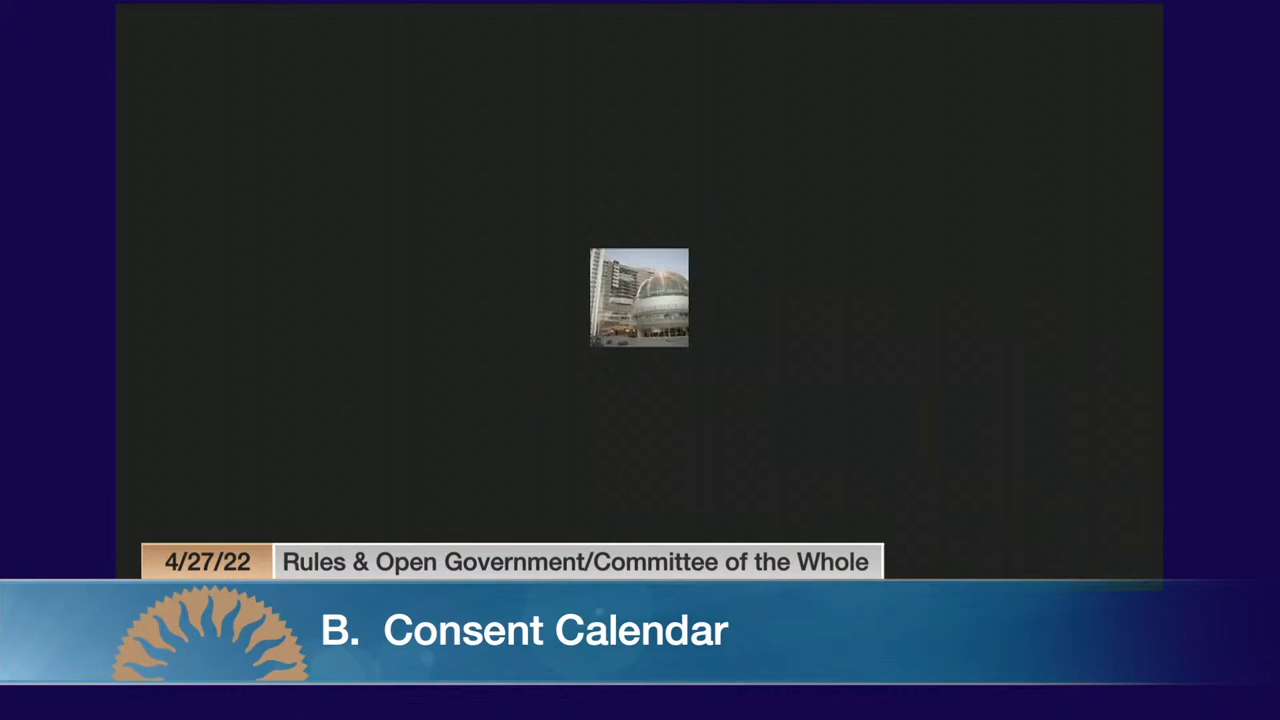 4/27/22 Rules & Open Government/Committee of the Whole
B. Consent Calendar